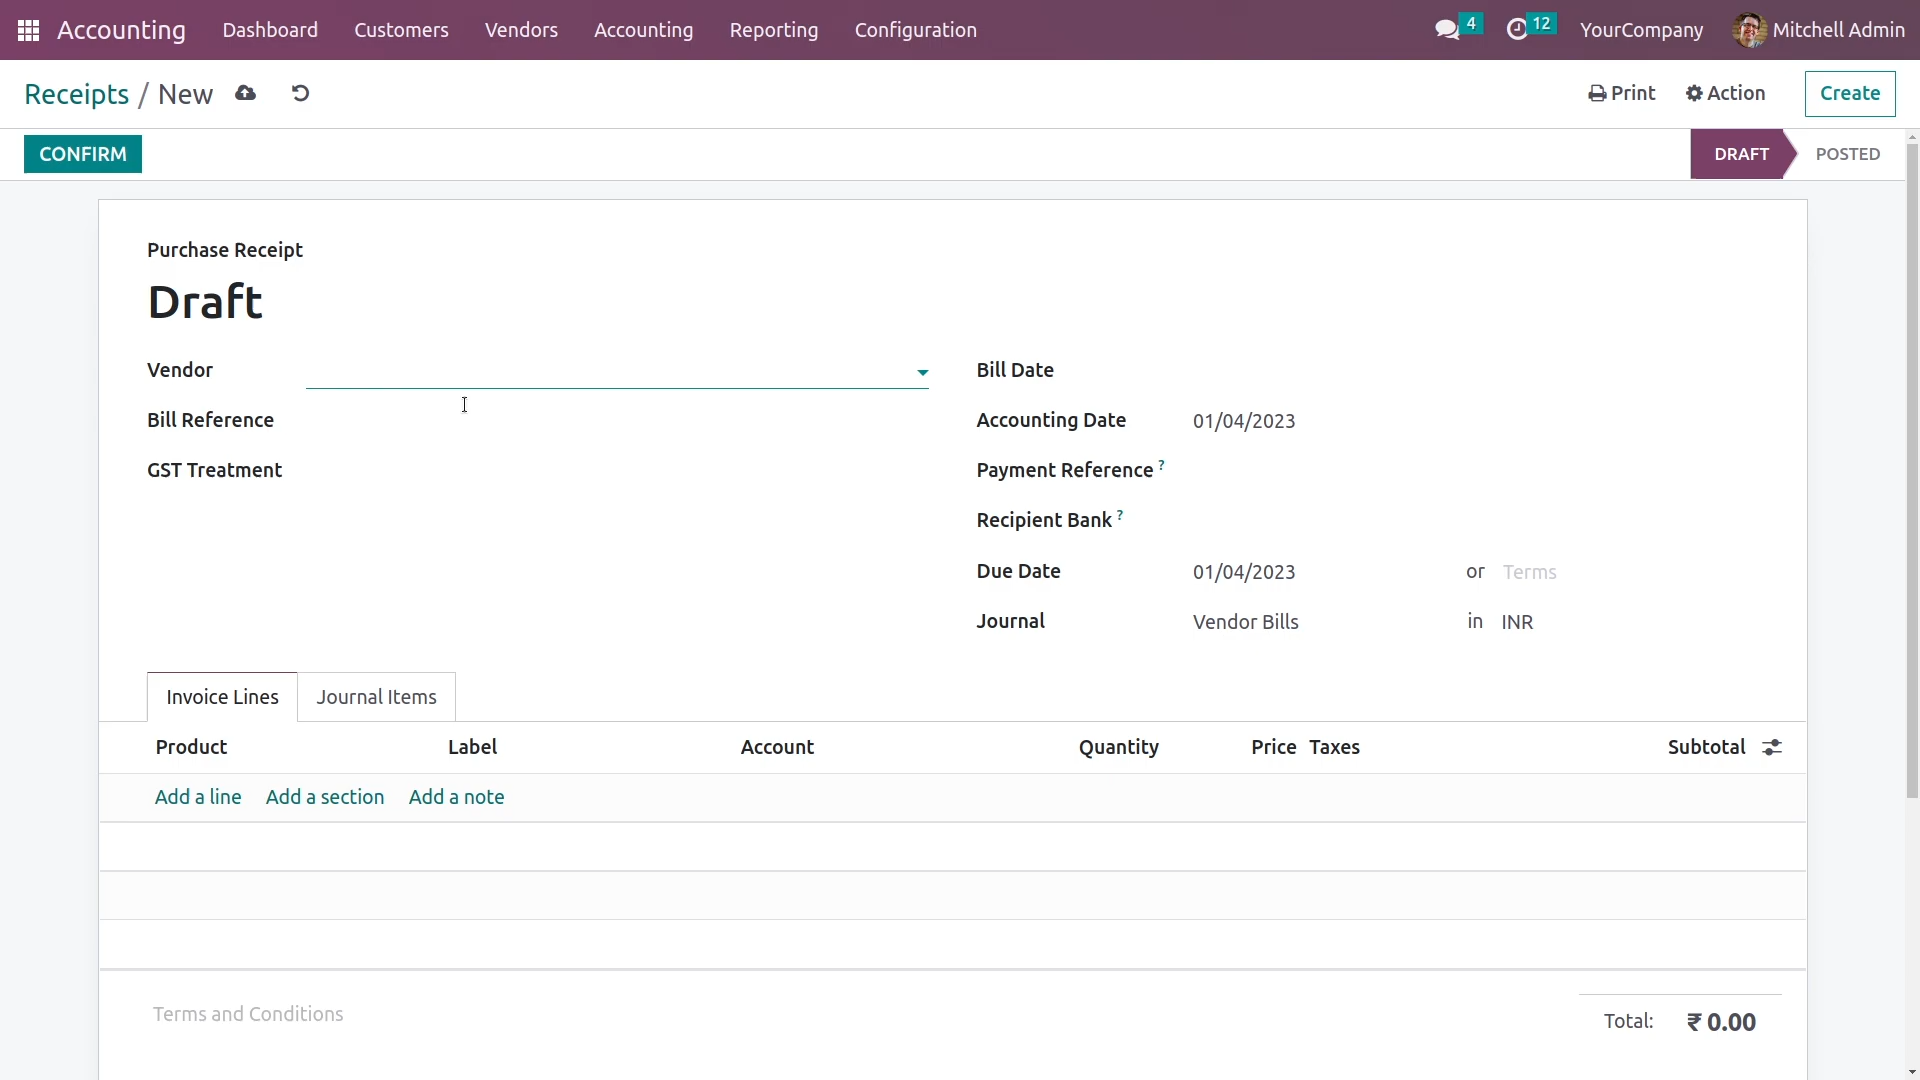 Accounting Dashboard Customers Vendors Accounting Reporting Configuration 4 12 YourCompany Mitchell Admin
Receipts / New Print Action Create
CONFIRM DRAFT POSTED
Purchase Receipt
Draft
Vendor Bill Date
Bill Reference Accounting Date 01/04/2023
GST Treatment Payment Reference ?
Recipient Bank ?
Due Date 01/04/2023 or Terms
Journal Vendor Bills in INR
Invoice Lines Journal Items
Product Label Account Quantity Price Taxes Subtotal
Add a line Add a section Add a note
Terms and Conditions
Total: ₹ 0.00